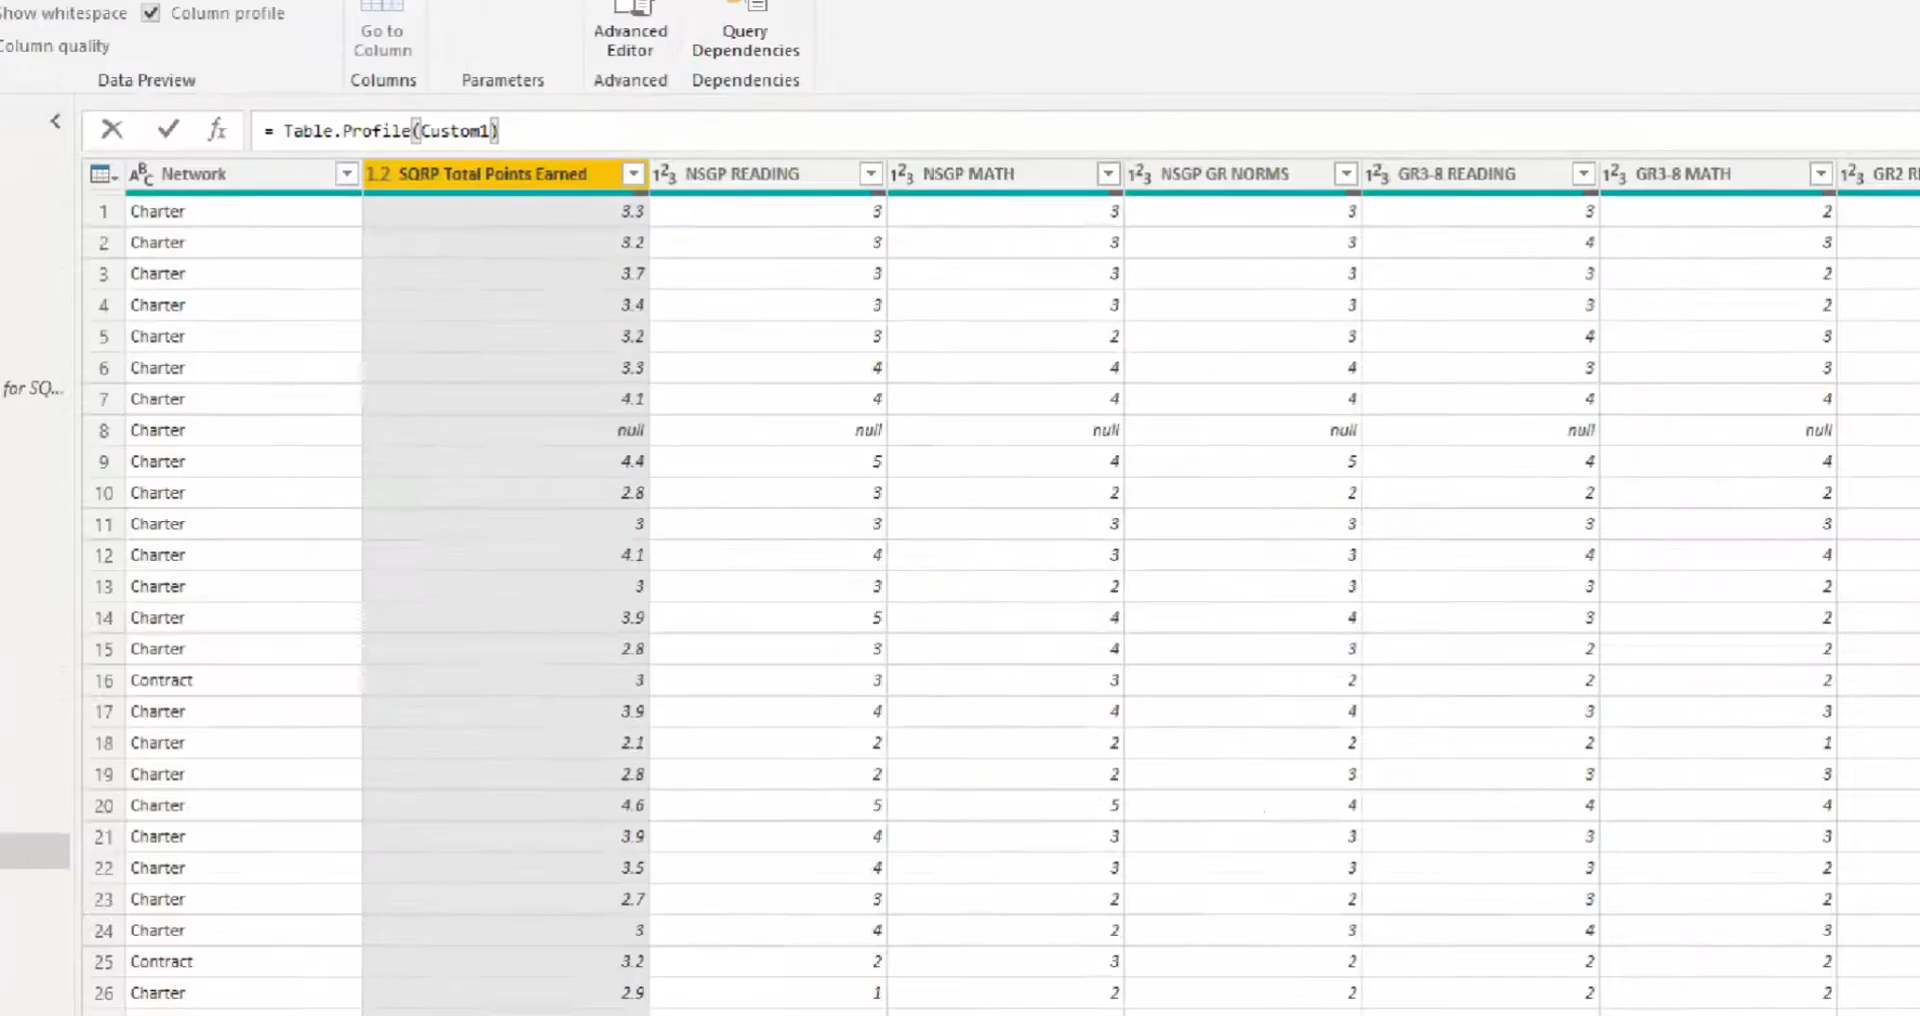 Show whitespace Column profile
Column quality
Data Preview
Go to Column
Columns
Parameters
Advanced Editor
Advanced
Query Dependencies
Dependencies
for SQ...
fx = Table.Profile(Custom1)
ABC Network 1.2 SQRP Total Points Earned 123 NSGP READING 123 NSGP MATH 123 NSGP GR NORMS 123 GR3-8 READING 123 GR3-8 MATH 123 GR2
1 Charter 3.3 3 3 3 3 2
2 Charter 3.2 3 3 3 4 3
3 Charter 3.7 3 3 3 3 2
4 Charter 3.4 3 3 3 3 2
5 Charter 3.2 3 2 3 4 3
6 Charter 3.3 4 4 4 3 3
7 Charter 4.1 4 4 4 4 4
8 Charter null null null null null null
9 Charter 4.4 5 4 5 4 4
10 Charter 2.8 3 2 2 2 2
11 Charter 3 3 3 3 3 3
12 Charter 4.1 4 3 3 4 4
13 Charter 3 3 2 3 3 2
14 Charter 3.9 5 4 4 3 2
15 Charter 2.8 3 4 3 2 2
16 Contract 3 3 3 2 2 2
17 Charter 3.9 4 4 4 3 3
18 Charter 2.1 2 2 2 2 1
19 Charter 2.8 2 2 3 3 3
20 Charter 4.6 5 5 4 4 4
21 Charter 3.9 4 3 3 3 3
22 Charter 3.5 4 3 3 3 2
23 Charter 2.7 3 2 2 3 2
24 Charter 3 4 2 3 4 3
25 Contract 3.2 2 3 2 2 2
26 Charter 2.9 1 2 2 2 2